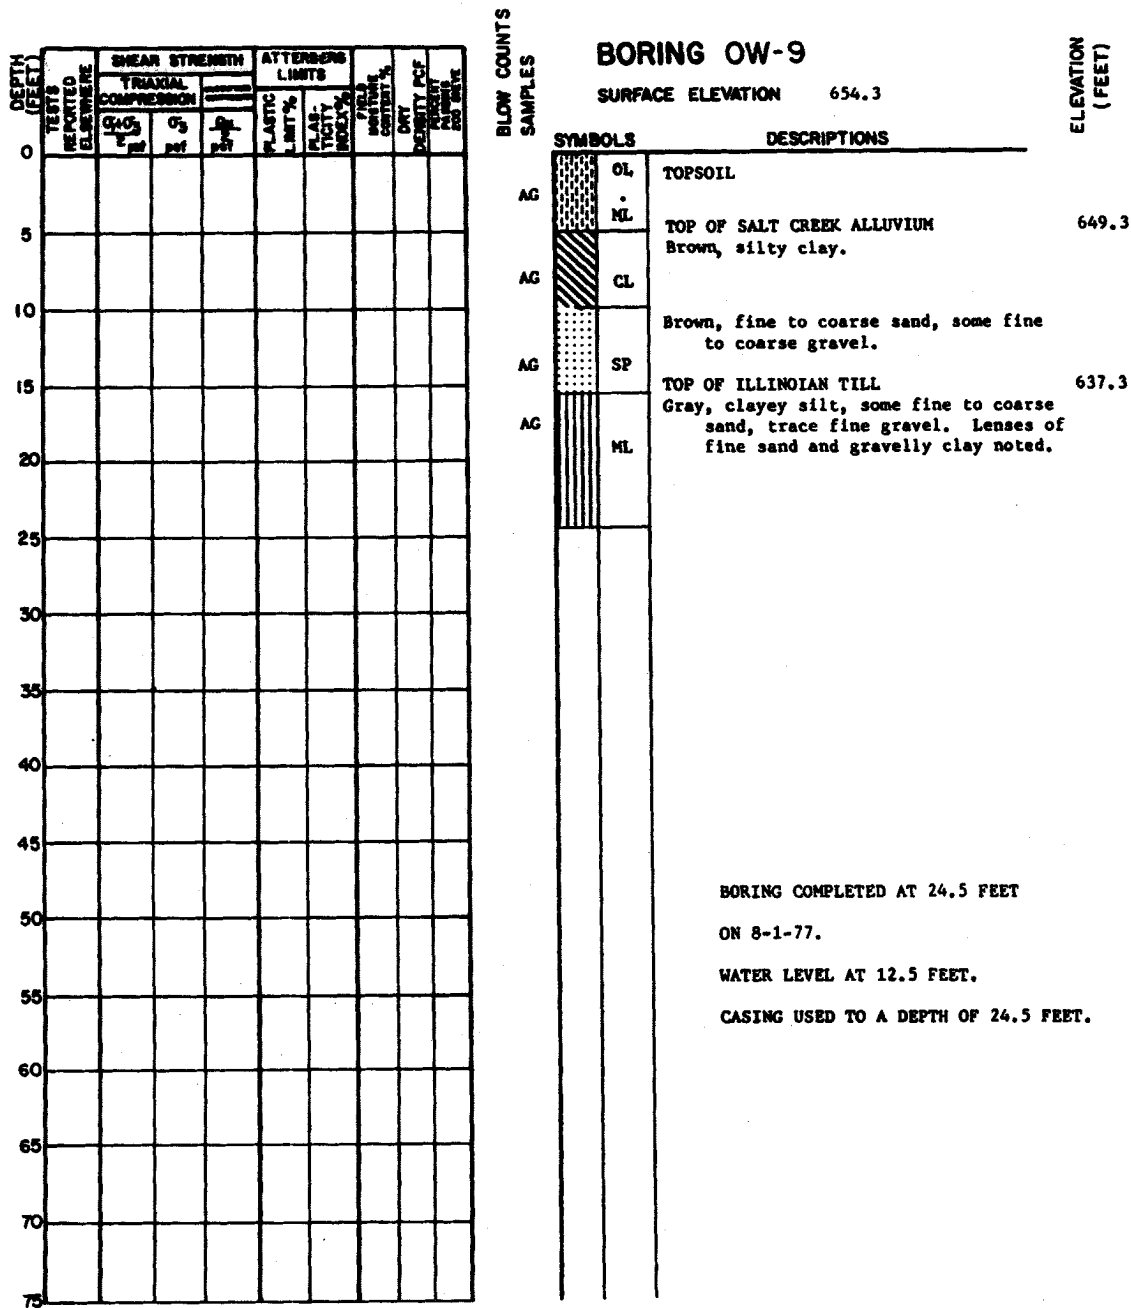 BORING OW-9
SURFACE ELEVATION 654.3
DEPTH (FEET)
TESTS REPORTED ELSEWHERE
SHEAR STRENGTH
TRIAXIAL COMPRESSION
σ3
psf
psf
psf
ATTERBERG LIMITS
PLASTIC LIMIT %
PLAS-TICITY INDEX %
FIELD MOISTURE CONTENT %
DRY DENSITY PCF
PERCENT PASSING 200 SIEVE
BLOW COUNTS
SAMPLES
ELEVATION (FEET)
SYMBOLS
DESCRIPTIONS
0
AG
OL
ML
TOPSOIL
5
TOP OF SALT CREEK ALLUVIUM 649.3
Brown, silty clay.
AG
CL
10
Brown, fine to coarse sand, some fine
to coarse gravel.
AG
SP
15
TOP OF ILLINOIAN TILL 637.3
Gray, clayey silt, some fine to coarse
sand, trace fine gravel. Lenses of
fine sand and gravelly clay noted.
AG
ML
20
25
30
35
40
45
BORING COMPLETED AT 24.5 FEET
50
ON 8-1-77.
WATER LEVEL AT 12.5 FEET.
55
CASING USED TO A DEPTH OF 24.5 FEET.
60
65
70
75